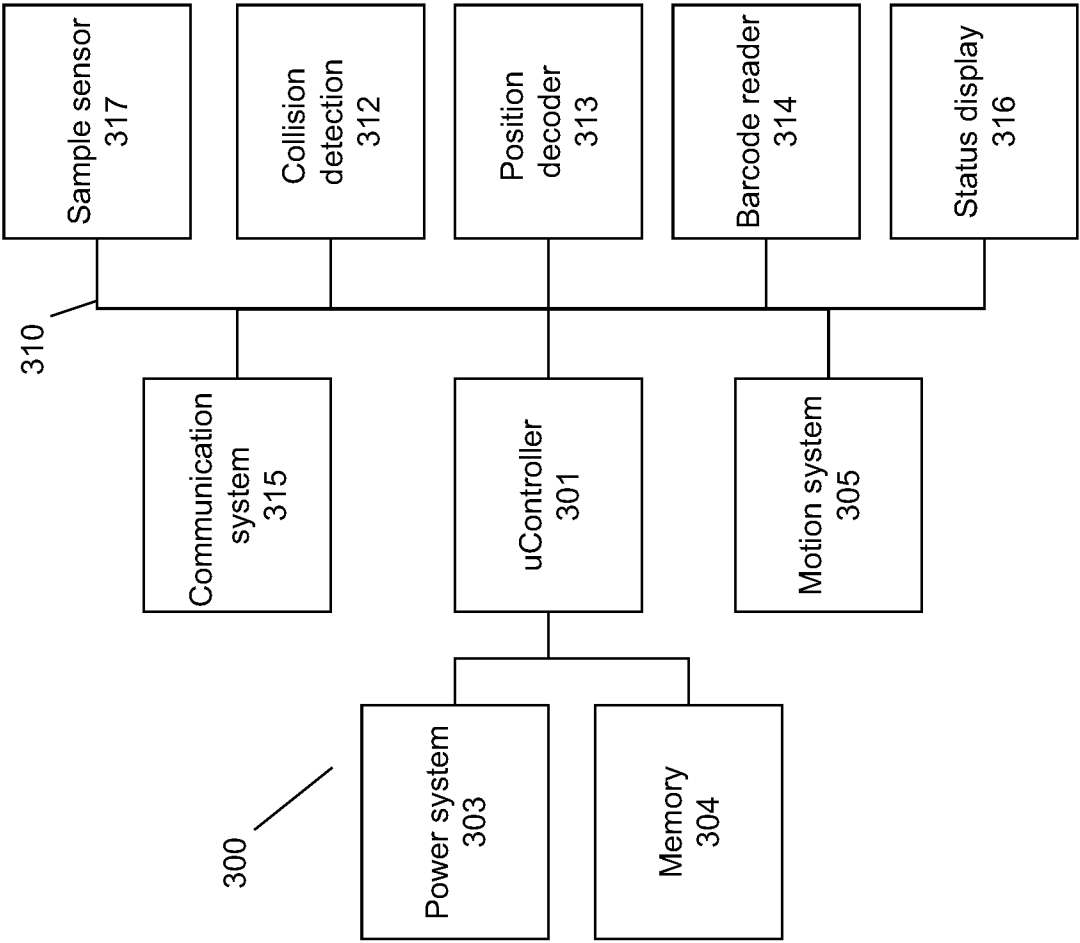 310
Sample sensor
317
Communication
system
315
300
Collision
detection
312
Power system
303
uController
301
Position
decoder
313
Memory
304
Barcode reader
314
Motion system
305
Status display
316